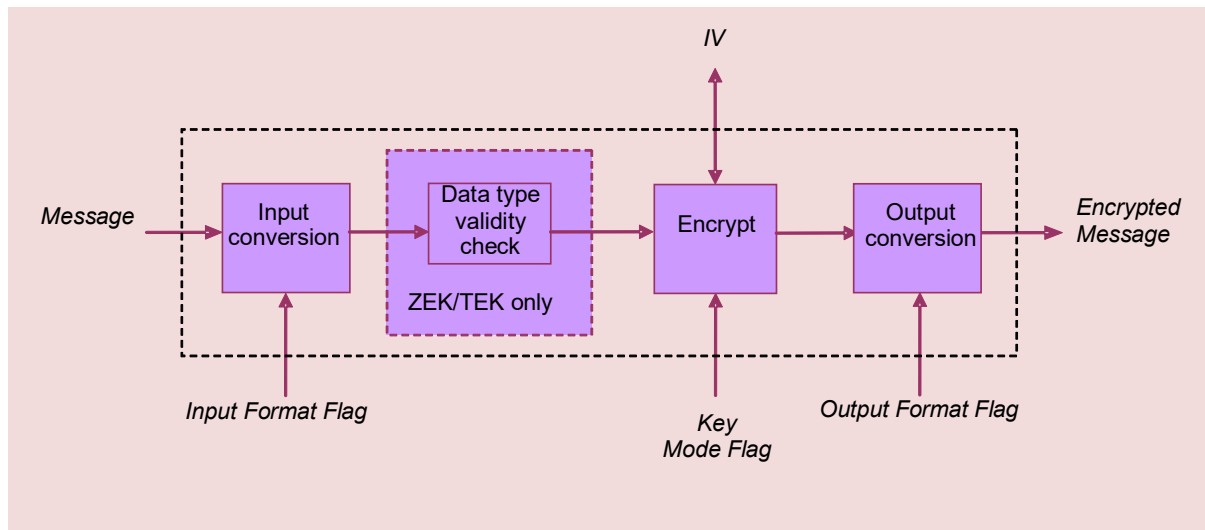 IV
Message
Input
conversion
Data type
validity
check
ZEK/TEK only
Encrypt
Output
conversion
Encrypted
Message
Input Format Flag
Key
Mode Flag
Output Format Flag